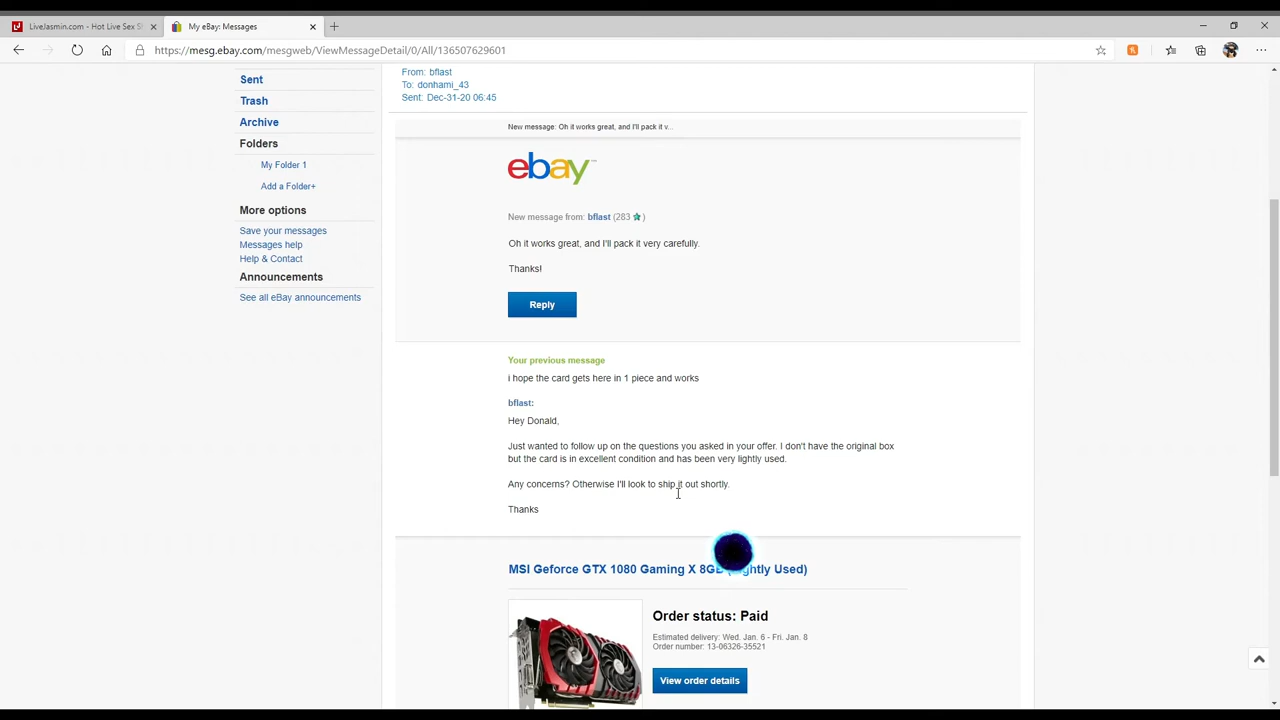 LiveJasmin.com - Hot Live Sex S
My eBay: Messages
https://mesg.ebay.com/mesgweb/ViewMessageDetail/0/All/136507629601
Sent
Trash
Archive
Folders
My Folder 1
Add a Folder+
More options
Save your messages
Messages help
Help & Contact
Announcements
See all eBay announcements
From: bflast
To: donhami_43
Sent: Dec-31-20 06:45
New message: Oh it works great, and I'll pack it v...
ebay™
New message from: bflast (283 )
Oh it works great, and I'll pack it very carefully.
Thanks!
Reply
Your previous message
i hope the card gets here in 1 piece and works
bflast:
Hey Donald,
Just wanted to follow up on the questions you asked in your offer. I don't have the original box
but the card is in excellent condition and has been very lightly used.
Any concerns? Otherwise I'll look to ship it out shortly.
Thanks
MSI Geforce GTX 1080 Gaming X 8G Used)
Order status: Paid
Estimated delivery: Wed. Jan. 6 - Fri. Jan. 8
Order number: 13-06326-35521
View order details